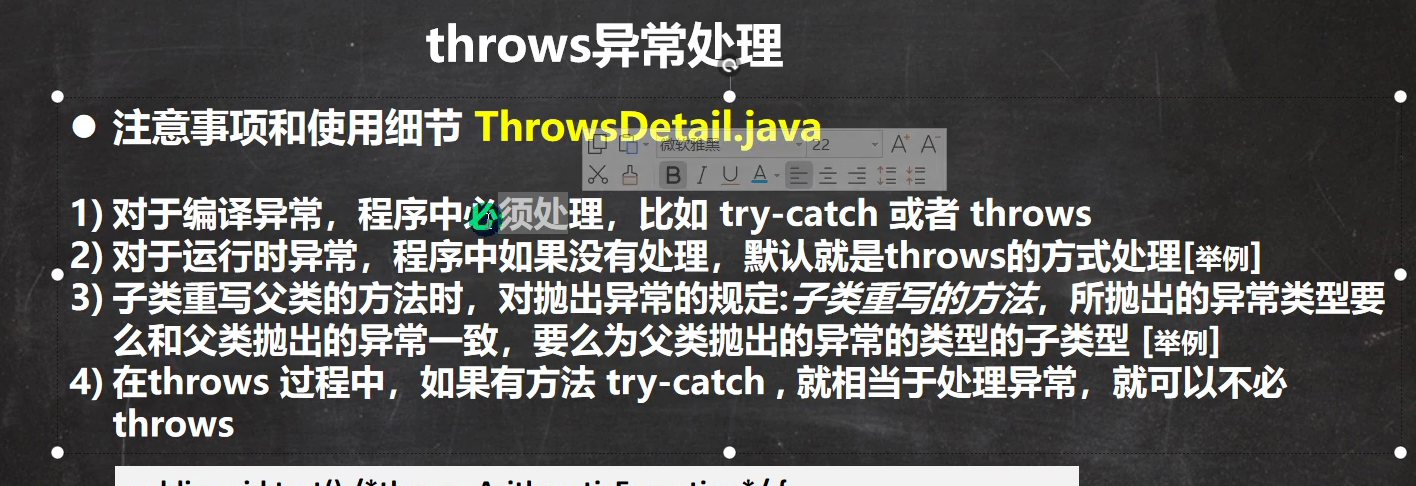 throws异常处理
注意事项和使用细节 ThrowsDetail.java
微软雅黑 22
B I U A
1) 对于编译异常，程序中必须处理，比如 try-catch 或者 throws
2) 对于运行时异常，程序中如果没有处理，默认就是throws的方式处理[举例]
3) 子类重写父类的方法时，对抛出异常的规定:子类重写的方法，所抛出的异常类型要
么和父类抛出的异常一致，要么为父类抛出的异常的类型的子类型 [举例]
4) 在throws 过程中，如果有方法 try-catch , 就相当于处理异常，就可以不必
throws